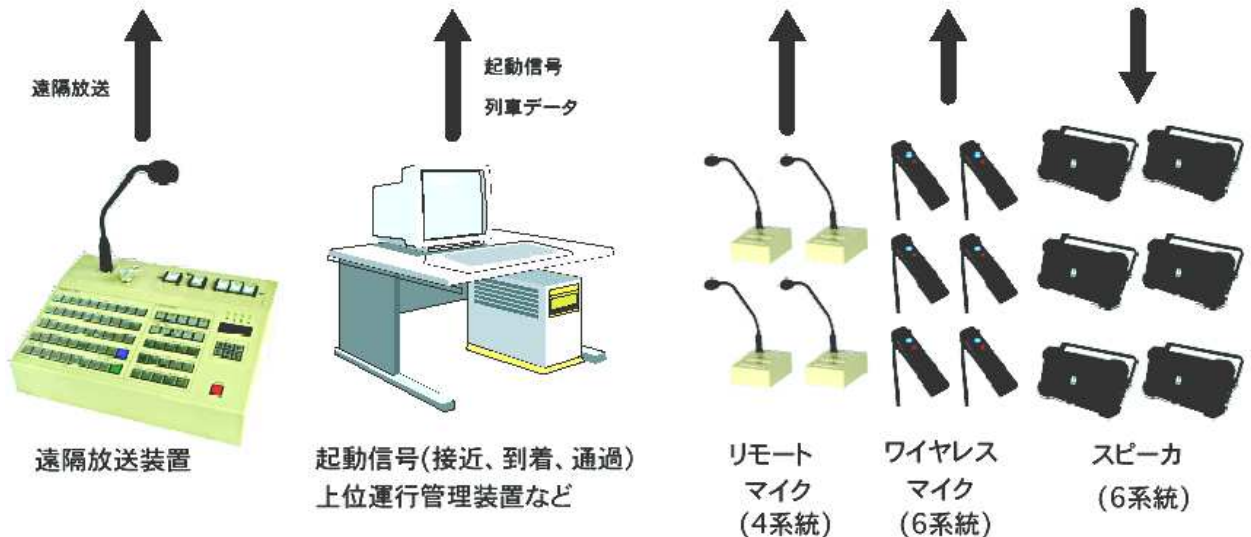 遠隔放送
起動信号
列車データ
遠隔放送装置
起動信号(接近、到着、通過)
上位運行管理装置など
リモート
マイク
(4系統)
ワイヤレス
マイク
(6系統)
スピーカ
(6系統)